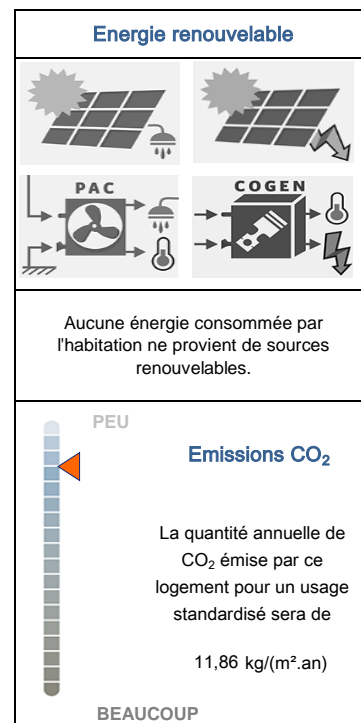 Energie renouvelable
PAC
COGEN
Aucune énergie consommée par
l'habitation ne provient de sources
renouvelables.
PEU
Emissions CO₂
La quantité annuelle de
CO₂ émise par ce
logement pour un usage
standardisé sera de
11,86 kg/(m².an)
BEAUCOUP